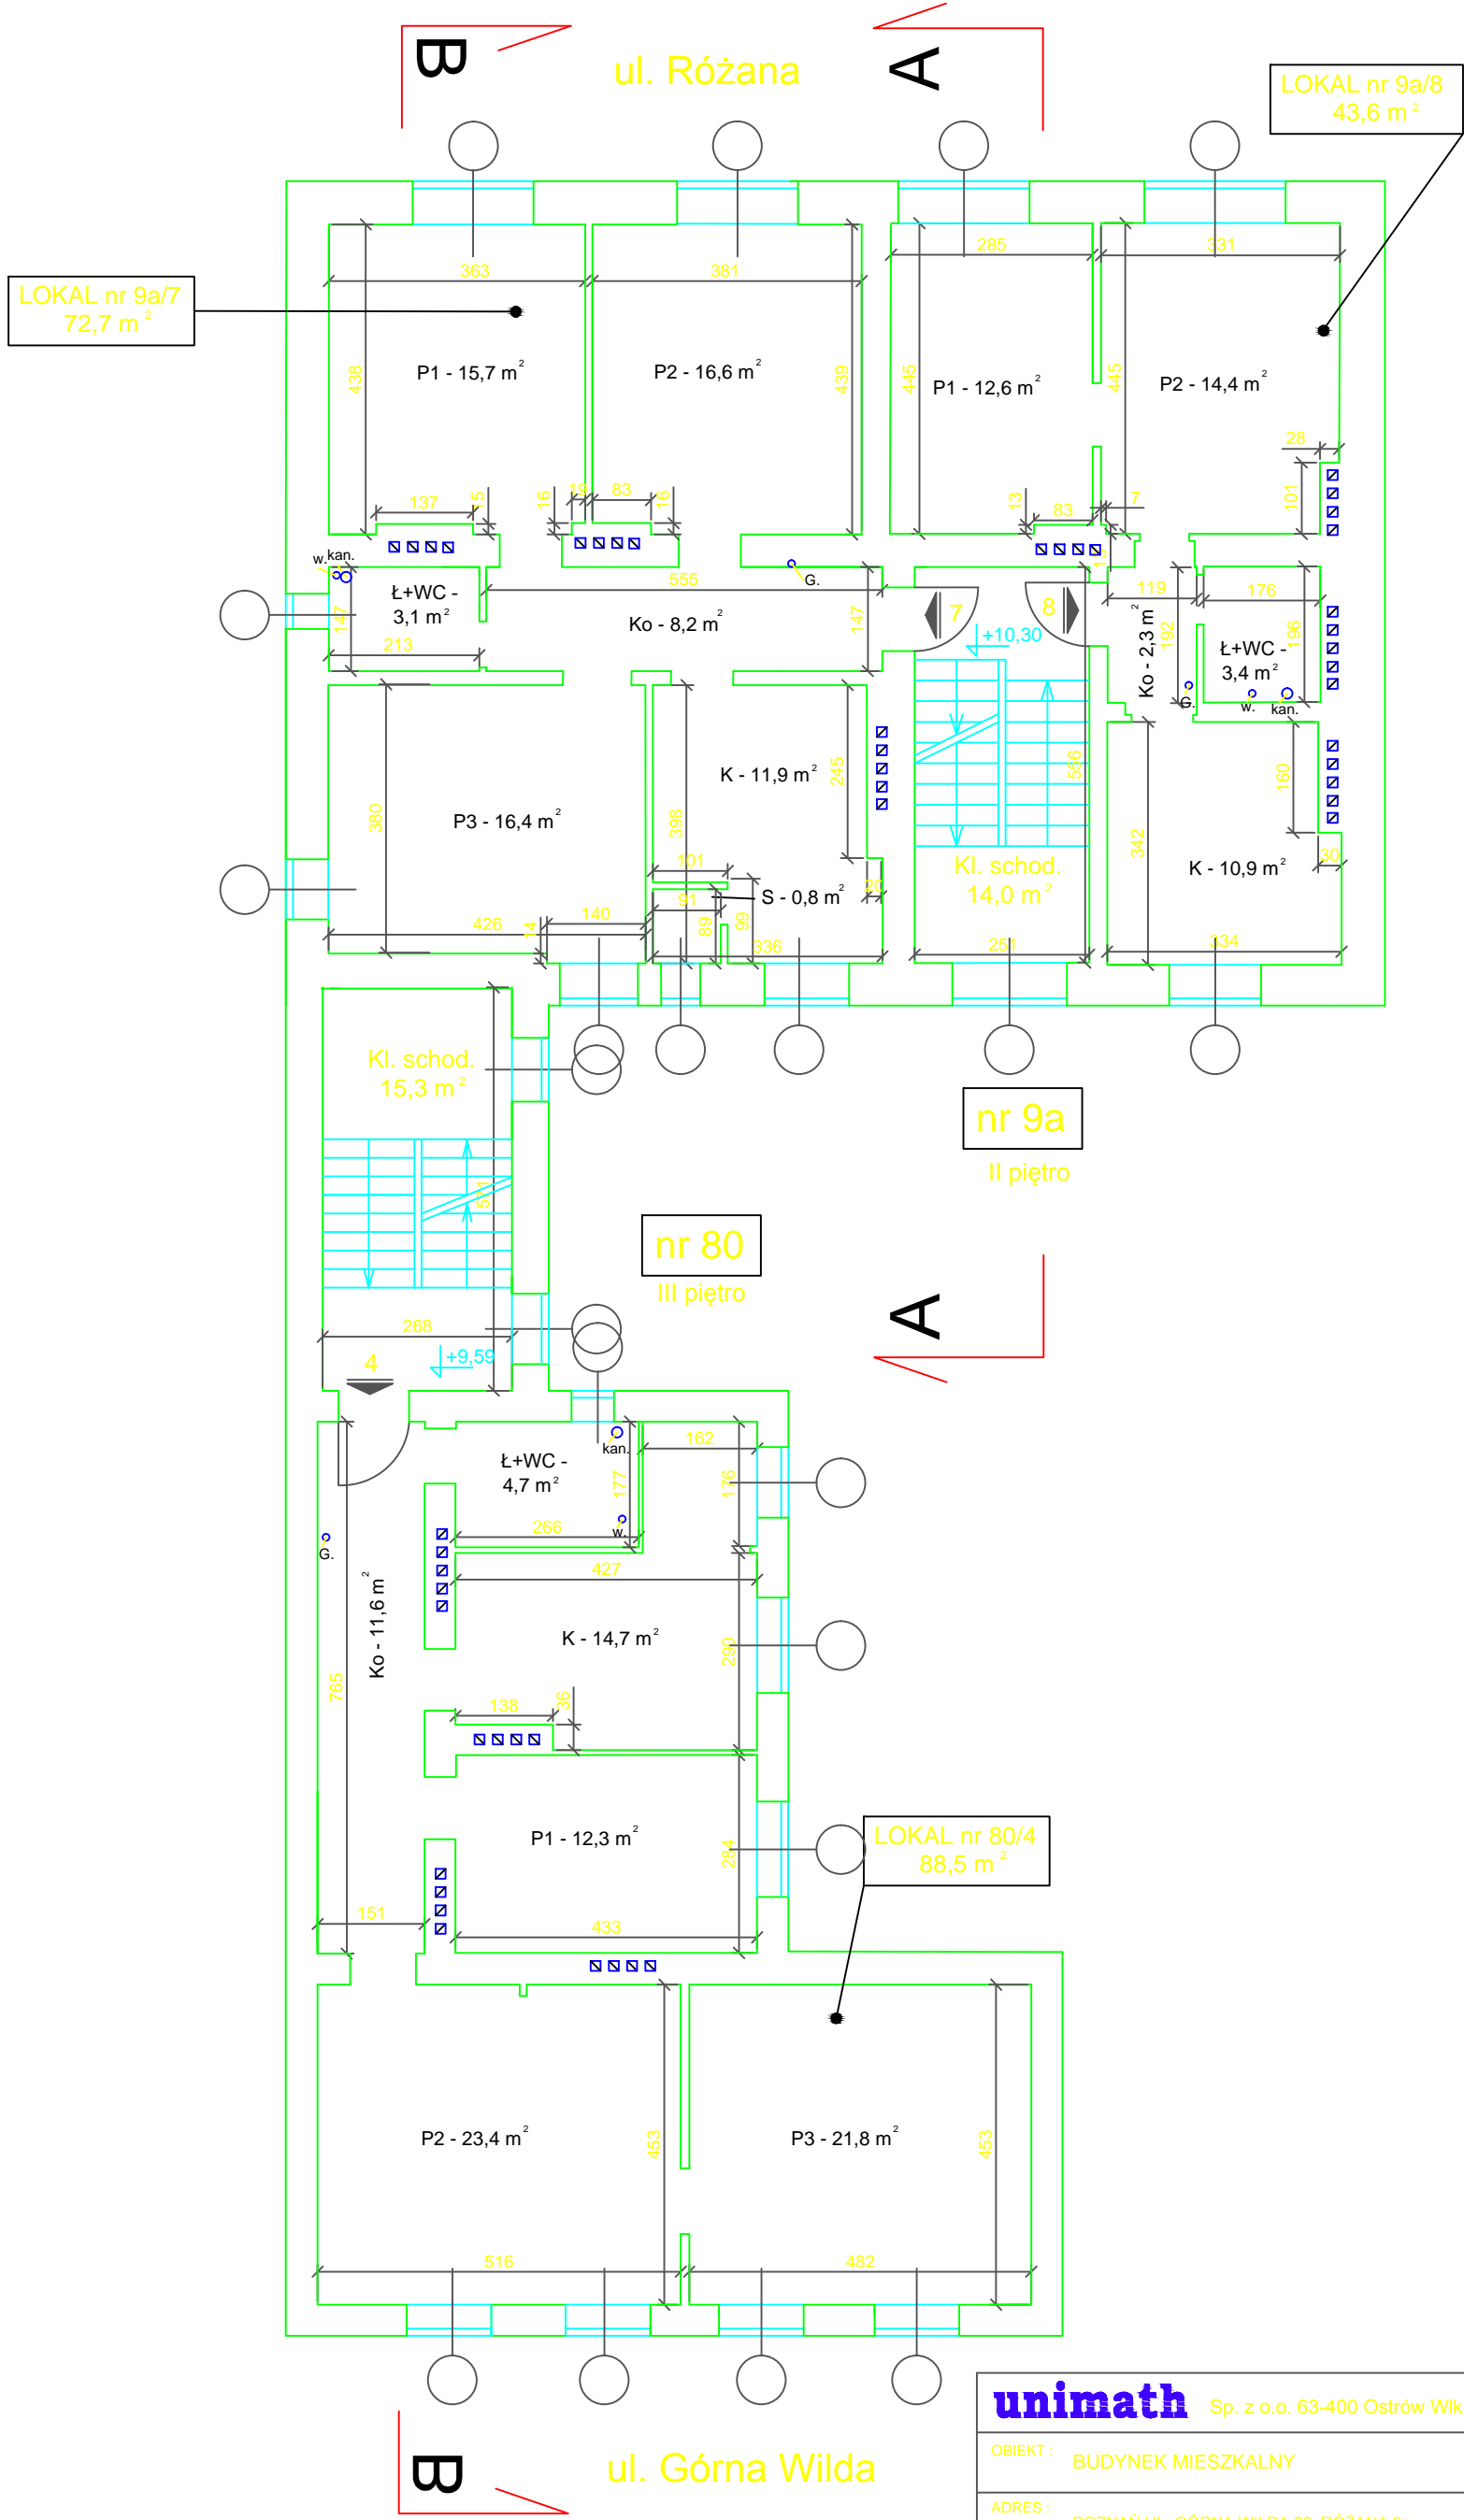 B
ul. Różana
A
LOKAL nr 9a/8
43,6 m²
LOKAL nr 9a/7
72,7 m²
363
381
285
331
438
P1 - 15,7 m²
P2 - 16,6 m²
439
445
P1 - 12,6 m²
445
P2 - 14,4 m²
28
101
137
15
16
19
83
16
13
83
7
w.
kan.
147
Ł+WC -
3,1 m²
213
555
G.
Ko - 8,2 m²
147
7
8
+10,30
119
176
Ko - 2,3 m²
192
196
Ł+WC -
3,4 m²
G.
w.
kan.
380
P3 - 16,4 m²
398
K - 11,9 m²
245
556
160
342
K - 10,9 m²
30
Kl. schod.
14,0 m²
101
91
S - 0,8 m²
20
89
99
426
14
140
336
251
334
Kl. schod.
15,3 m²
nr 9a
II piętro
nr 80
III piętro
A
268
4
+9,59
Ł+WC -
4,7 m²
kan.
177
162
176
266
w.
G.
427
Ko - 11,6 m²
K - 14,7 m²
290
765
138
36
P1 - 12,3 m²
284
LOKAL nr 80/4
88,5 m²
151
433
P2 - 23,4 m²
453
P3 - 21,8 m²
453
516
482
unimath
Sp. z o.o. 63-400 Ostrów Wlk
OBIEKT :
BUDYNEK MIESZKALNY
B
ul. Górna Wilda
ADRES :